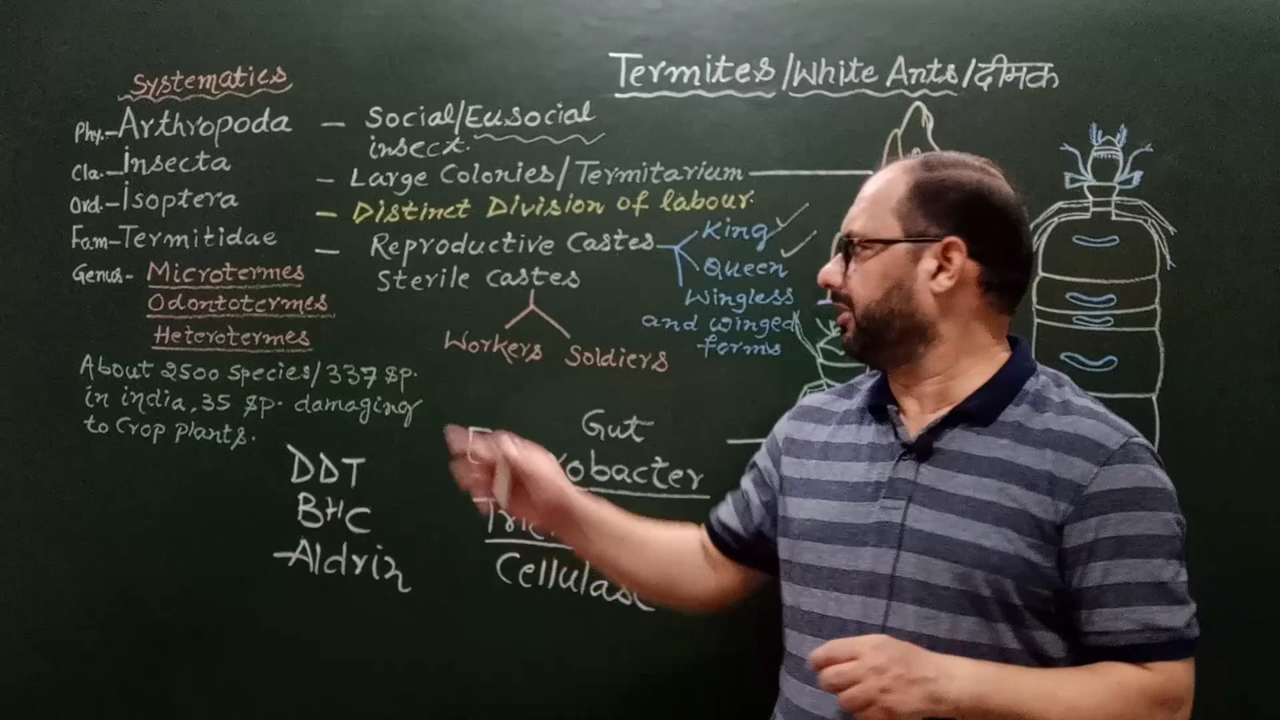 Termites/White Ants/दीमक
Systematics
Phy.-Arthropoda
Cla.-Insecta
Ord.-Isoptera
Fam-Termitidae
Genus- Microtermes
Odontotermes
Heterotermes
About 2500 Species/337 sp.
in india, 35 sp. damaging
to Crop plants.
- Social/Eusocial
insect.
- Large Colonies/Termitarium
- Distinct Division of labour.
- Reproductive Castes
Sterile Castes
King
Queen
Wingless
and winged
forms
Workers Soldiers
DDT
BHC
Aldrin
Gut
Cellulase